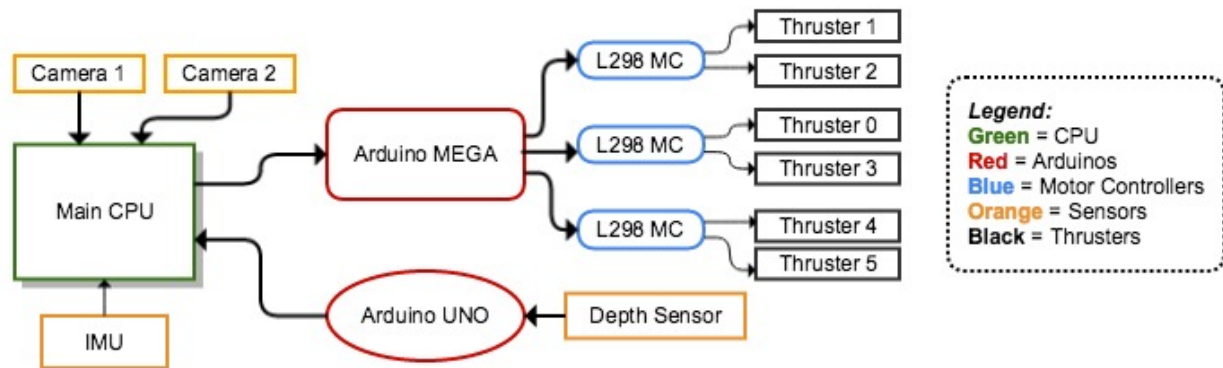 Camera 1
Camera 2
Main CPU
IMU
Arduino MEGA
Arduino UNO
Depth Sensor
L298 MC
L298 MC
L298 MC
Thruster 1
Thruster 2
Thruster 0
Thruster 3
Thruster 4
Thruster 5
Legend:
Green = CPU
Red = Arduinos
Blue = Motor Controllers
Orange = Sensors
Black = Thrusters